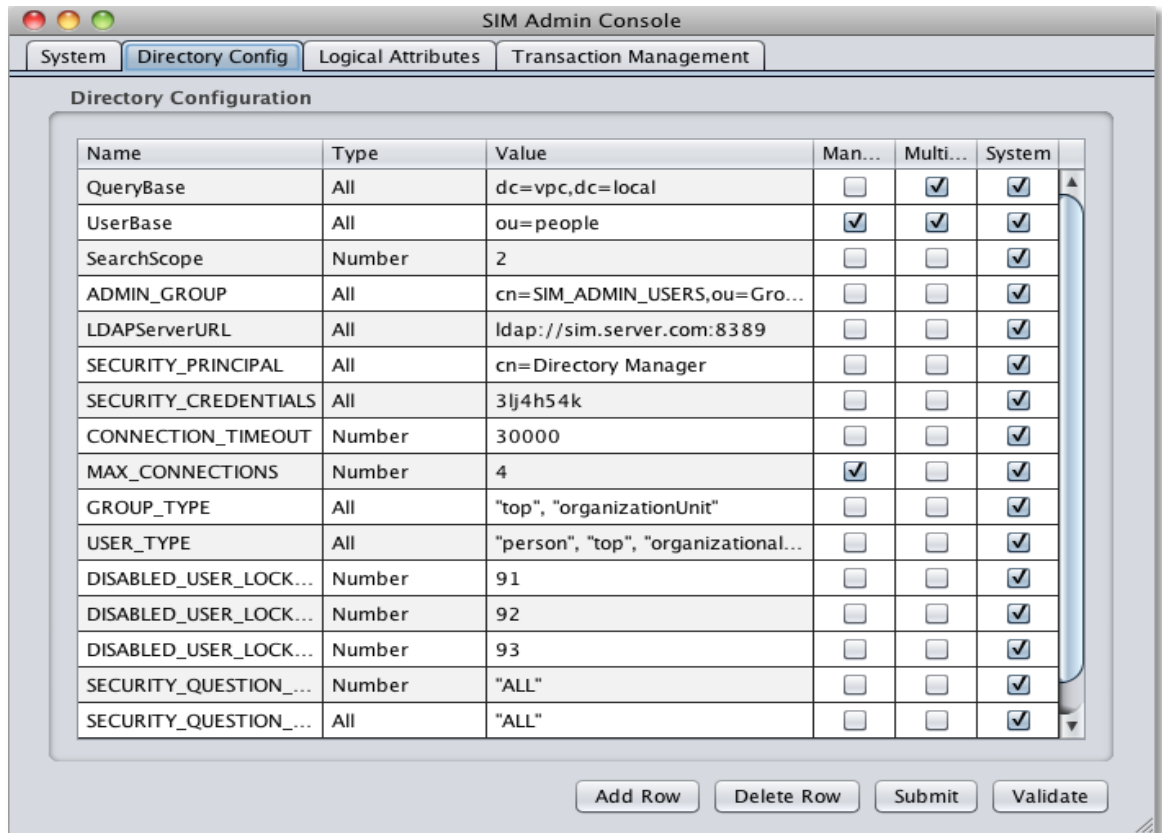 SIM Admin Console
System Directory Config Logical Attributes Transaction Management
Directory Configuration
Name Type Value Man... Multi... System
QueryBase All dc=vpc,dc=local
UserBase All ou=people
SearchScope Number 2
ADMIN_GROUP All cn=SIM_ADMIN_USERS,ou=Gro...
LDAPServerURL All ldap://sim.server.com:8389
SECURITY_PRINCIPAL All cn=Directory Manager
SECURITY_CREDENTIALS All 3lj4h54k
CONNECTION_TIMEOUT Number 30000
MAX_CONNECTIONS Number 4
GROUP_TYPE All "top", "organizationUnit"
USER_TYPE All "person", "top", "organizational...
DISABLED_USER_LOCK... Number 91
DISABLED_USER_LOCK... Number 92
DISABLED_USER_LOCK... Number 93
SECURITY_QUESTION_... Number "ALL"
SECURITY_QUESTION_... All "ALL"
Add Row Delete Row Submit Validate